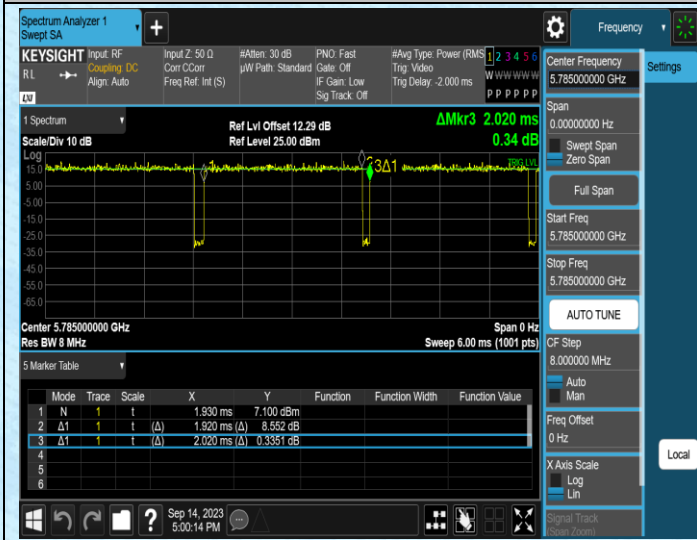 Spectrum Analyzer 1
Swept SA
Frequency
KEYSIGHT
RL
LXI
Input: RF
Coupling: DC
Align: Auto
Input Z: 50 Ω
Corr CCorr
Freq Ref: Int (S)
#Atten: 30 dB
µW Path: Standard
PNO: Fast
Gate: Off
IF Gain: Low
Sig Track: Off
#Avg Type: Power (RMS
Trig: Video
Trig Delay: -2.000 ms
1 2 3 4 5 6
W W W W W W
P P P P P P
Center Frequency
5.785000000 GHz
Settings
1 Spectrum
Scale/Div 10 dB
Ref Lvl Offset 12.29 dB
Ref Level 25.00 dBm
ΔMkr3 2.020 ms
0.34 dB
Log
15.0
5.00
-5.00
-15.0
-25.0
-35.0
-45.0
-55.0
-65.0
3Δ1
TRIG LVL
Span
0.00000000 Hz
Swept Span
Zero Span
Full Span
Start Freq
5.785000000 GHz
Stop Freq
5.785000000 GHz
AUTO TUNE
Center 5.785000000 GHz
Res BW 8 MHz
Span 0 Hz
Sweep 6.00 ms (1001 pts)
CF Step
8.000000 MHz
Auto
Man
5 Marker Table
Mode Trace Scale X Y Function Function Width Function Value
1 N 1 t 1.930 ms 7.100 dBm
2 Δ1 1 t (Δ) 1.920 ms (Δ) 8.552 dB
3 Δ1 1 t (Δ) 2.020 ms (Δ) 0.3351 dB
4
5
6
Freq Offset
0 Hz
Local
X Axis Scale
Log
Lin
Signal Track
(Span Zoom)
?
Sep 14, 2023
5:00:14 PM